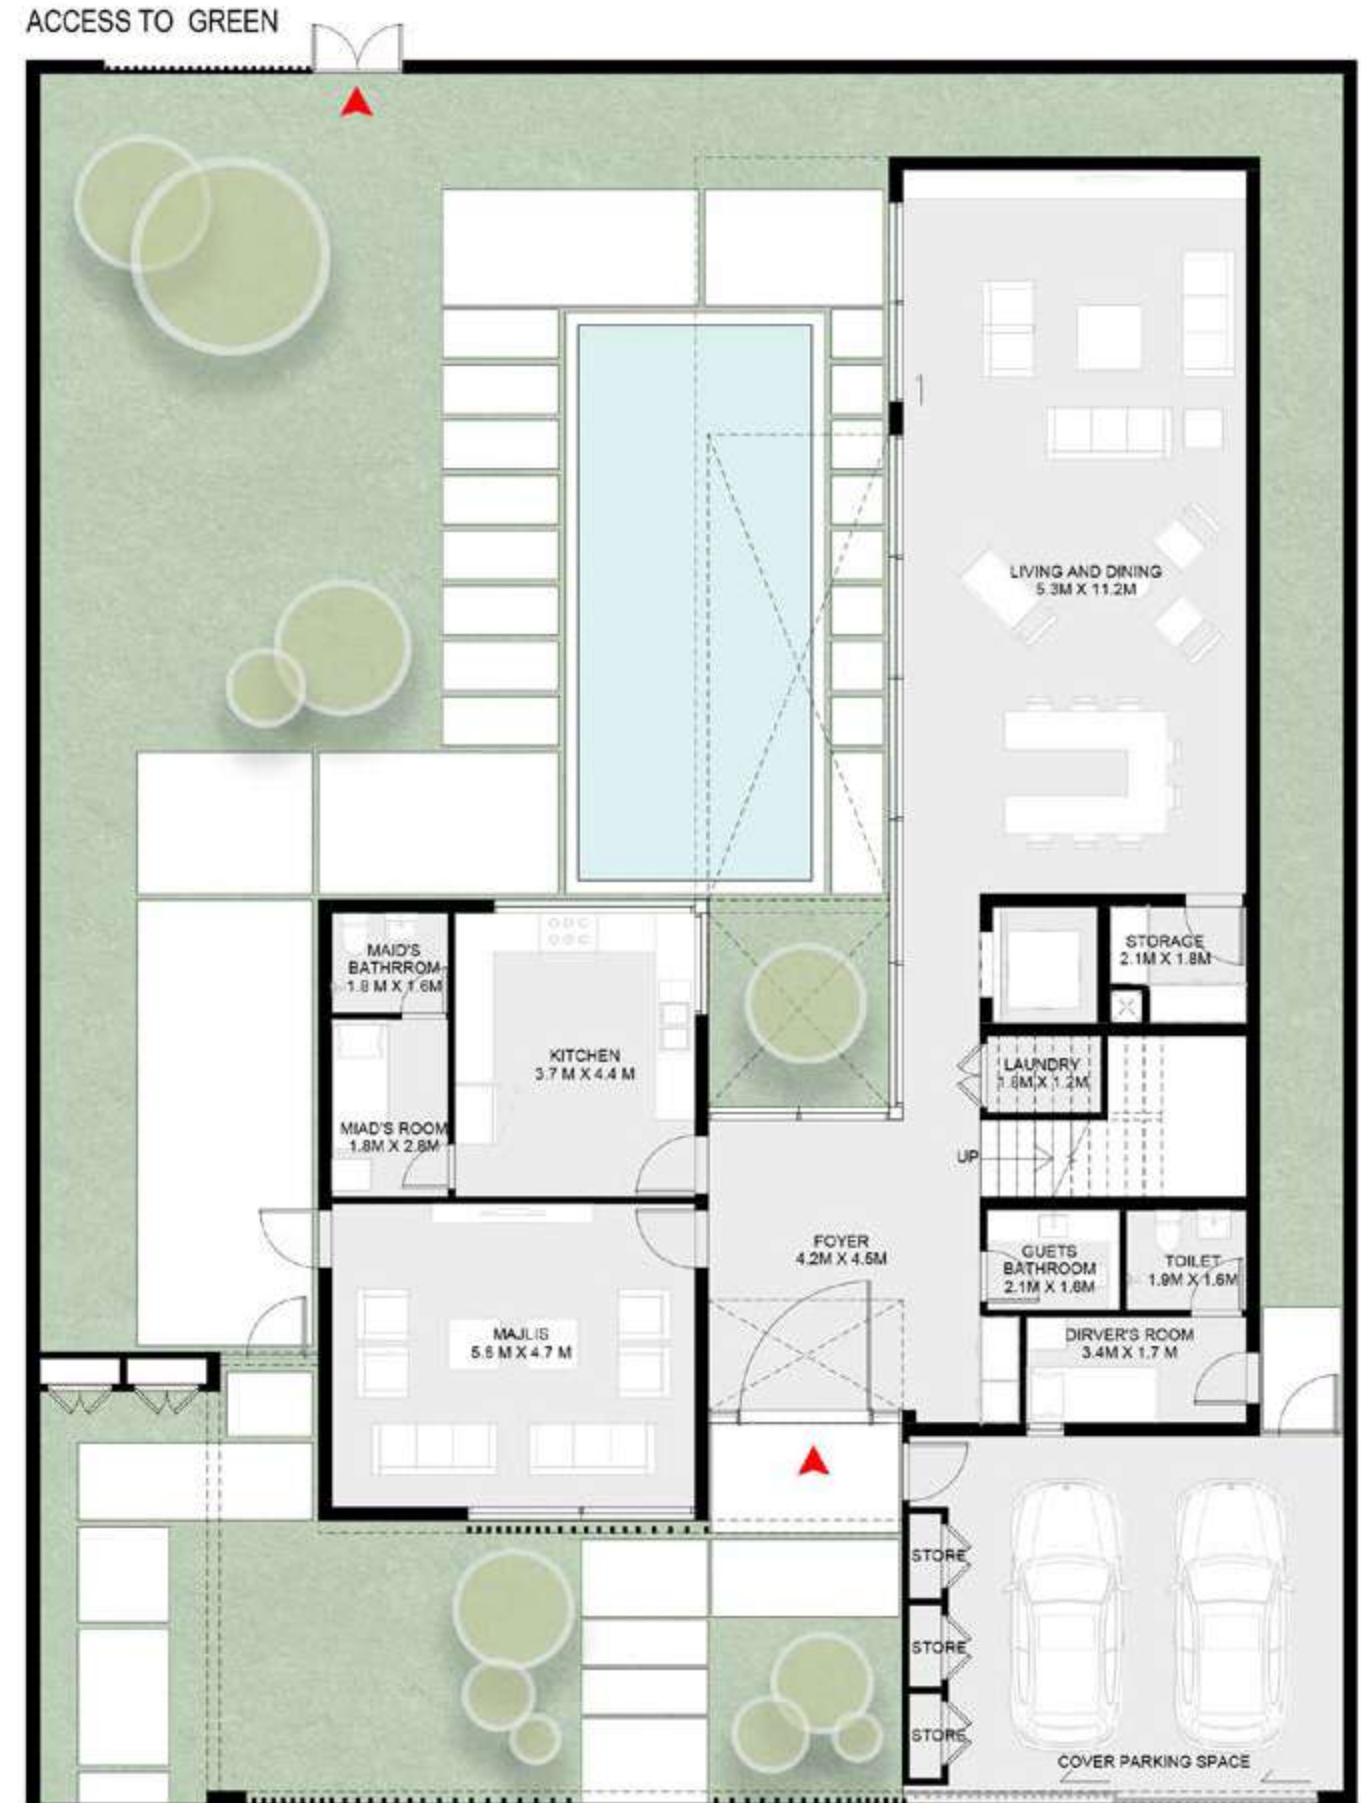 ACCESS TO GREEN
LIVING AND DINING
5.3M X 11.2M
MAID'S
BATHRROM
1.8 M X 1.6M
STORAGE
2.1M X 1.8M
KITCHEN
3.7 M X 4.4 M
LAUNDRY
1.8M X 1.2M
MIAD'S ROOM
1.8M X 2.8M
UP
FOYER
4.2M X 4.5M
GUETS
BATHROOM
2.1M X 1.6M
TOILET
1.9M X 1.6M
MAJLIS
5.6 M X 4.7 M
DIRVER'S ROOM
3.4M X 1.7 M
STORE
STORE
STORE
COVER PARKING SPACE